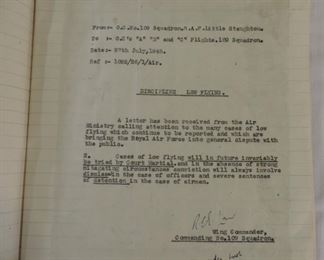 From:- O.C.No.109 Squadron.R.A.F.Little Staughton.
To :- O.C's "A" "B" and "C" Flights.109 Squadron.
Date:- 27th July, 1945.
Ref :- 109S/26/1/Air.
DISCIPLINE LOW FLYING.
A letter has been received from the Air
Ministry calling attention to the many cases of low
flying which continue to be reported and which are
bringing the Royal Air Force into general dispute with
the public.
2. Cases of low flying will in future invariably
be tried by Court Martial, and in the absence of strong
mitigating circumstances conviction will always involve
dismissal in the case of officers and severe sentences
of detention in the case of airmen.
Wing Commander,
Commanding No.109 Squadron.